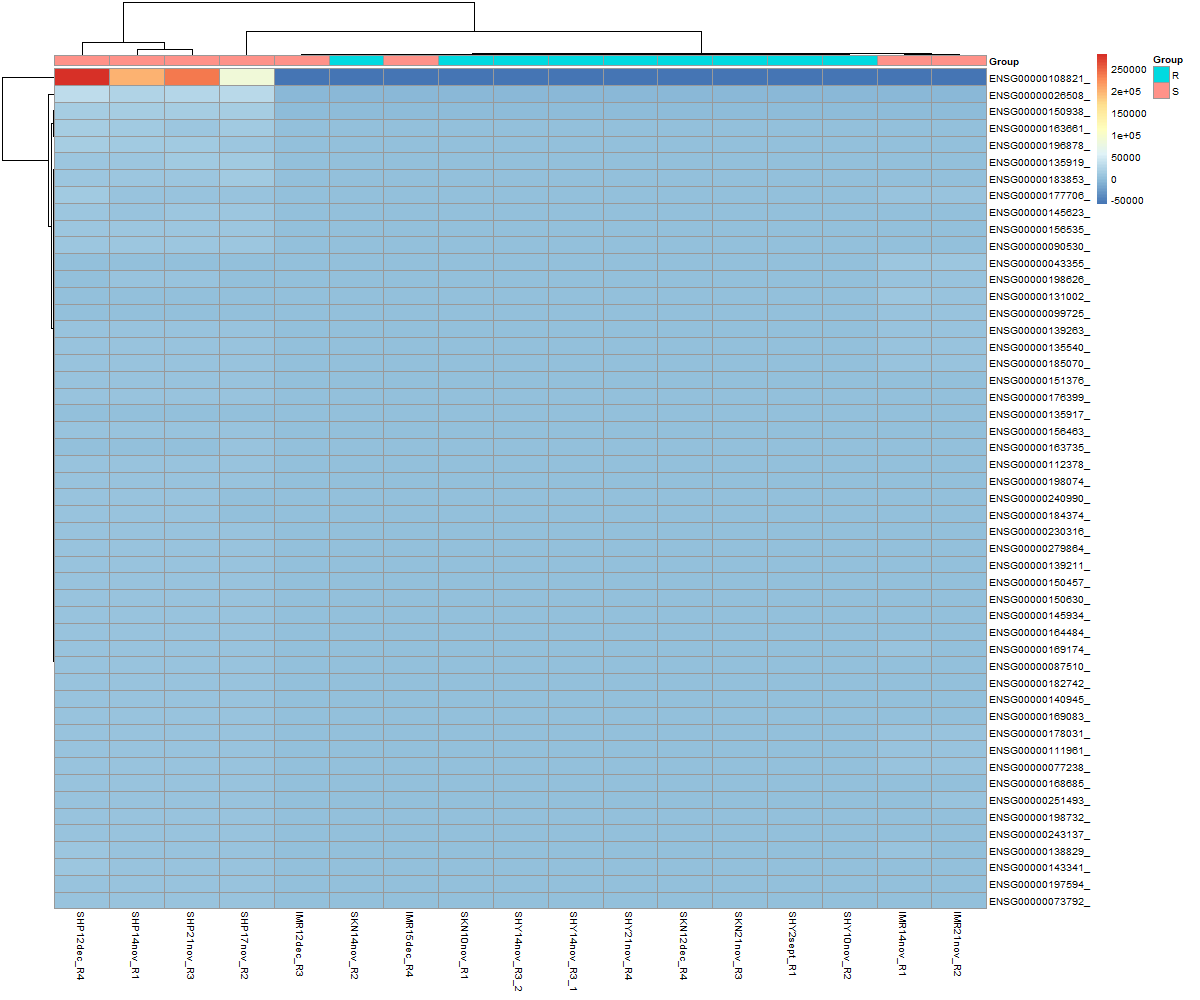 Group
ENSG00000108821_
ENSG00000026508_
ENSG00000150938_
ENSG00000163661_
ENSG00000196878_
ENSG00000135919_
ENSG00000183853_
ENSG00000177706_
ENSG00000145623_
ENSG00000156535_
ENSG00000090530_
ENSG00000043355_
ENSG00000198626_
ENSG00000131002_
ENSG00000099725_
ENSG00000139263_
ENSG00000135540_
ENSG00000185070_
ENSG00000151376_
ENSG00000176399_
ENSG00000135917_
ENSG00000156463_
ENSG00000163735_
ENSG00000112378_
ENSG00000198074_
ENSG00000240990_
ENSG00000184374_
ENSG00000230316_
ENSG00000279864_
ENSG00000139211_
ENSG00000150457_
ENSG00000150630_
ENSG00000145934_
ENSG00000164484_
ENSG00000169174_
ENSG00000087510_
ENSG00000182742_
ENSG00000140945_
ENSG00000169083_
ENSG00000178031_
ENSG00000111961_
ENSG00000077238_
ENSG00000168685_
ENSG00000251493_
ENSG00000198732_
ENSG00000243137_
ENSG00000138829_
ENSG00000143341_
ENSG00000197594_
ENSG00000073792_
SHP12dec_R4
SHP14nov_R1
SHP21nov_R3
SHP17nov_R2
IMR12dec_R3
SKN14nov_R2
IMR15dec_R4
SKN10nov_R1
SHY14nov_R3_2
SHY14nov_R3_1
SHY21nov_R4
SKN12dec_R4
SKN21nov_R3
SHY2sept_R1
SHY10nov_R2
IMR14nov_R1
IMR21nov_R2
250000
2e+05
150000
1e+05
50000
0
-50000
Group
R
S